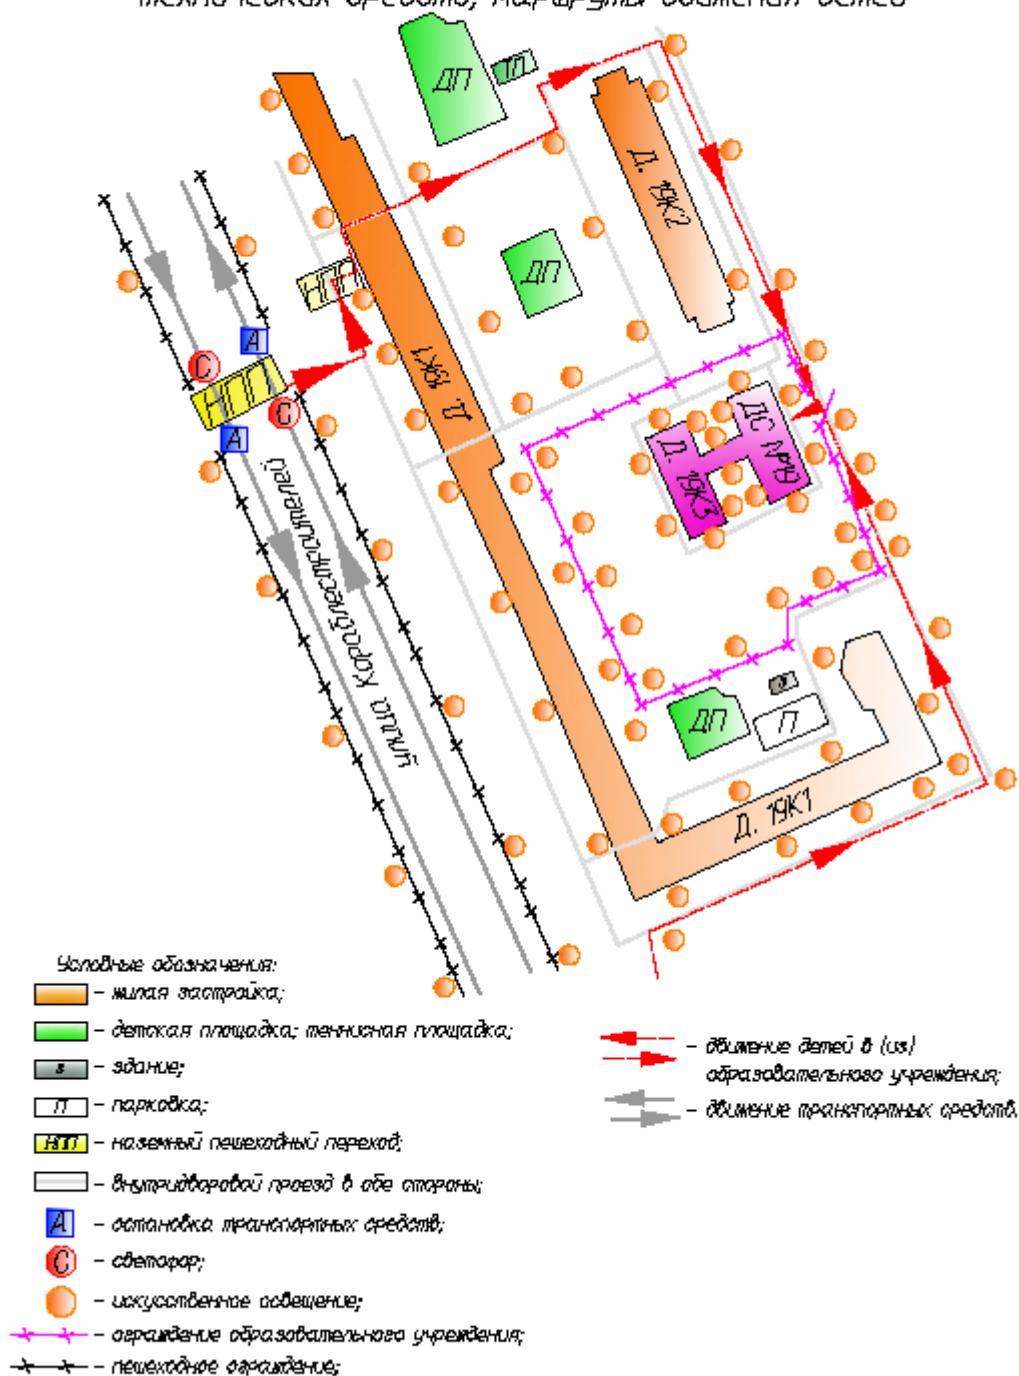 технических средств, маршруты движения детей
ДП
ТП
Д. 19К2
НПП
ДП
С
А
НПП
С
А
Д. 19К1
ДС №19
Д. 19К3
Улица Кораблестроителей
з
ДП
П
Д. 19К1
Условные обозначения:
– жилая застройка;
– детская площадка; теннисная площадка;
з – здание;
П – парковка;
НПП – наземный пешеходный переход;
– внутридворовой проезд в обе стороны;
А – остановка транспортных средств;
С – светофор;
– искусственное освещение;
– ограждение образовательного учреждения;
– пешеходное ограждение;
– движение детей в (из)
образовательного учреждения;
– движение транспортных средств.